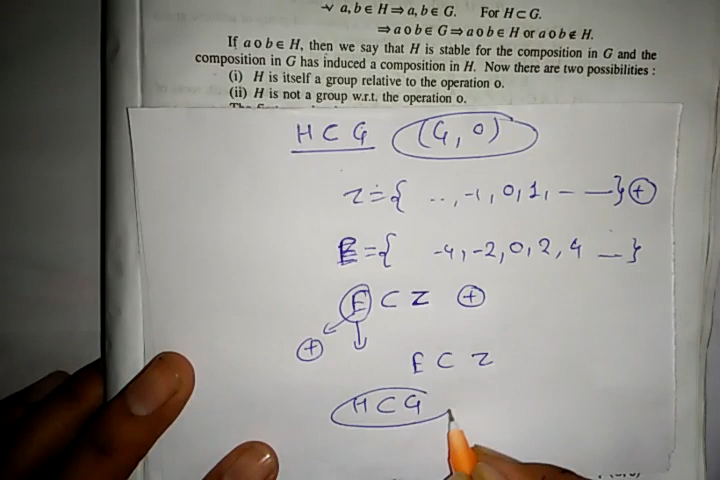 ∀ a, b ∈ H ⇒ a, b ∈ G. For H ⊂ G.
⇒ a o b ∈ G ⇒ a o b ∈ H or a o b ∉ H.
If a o b ∈ H, then we say that H is stable for the composition in G and the
composition in G has induced a composition in H. Now there are two possibilities :
(i) H is itself a group relative to the operation o.
(ii) H is not a group w.r.t. the operation o.
H ⊂ G (G, o)
Z = { .., -1, 0, 1, - — } +
E = { -4, -2, 0, 2, 4 — }
E ⊂ Z +
+
E ⊂ Z
H ⊂ G